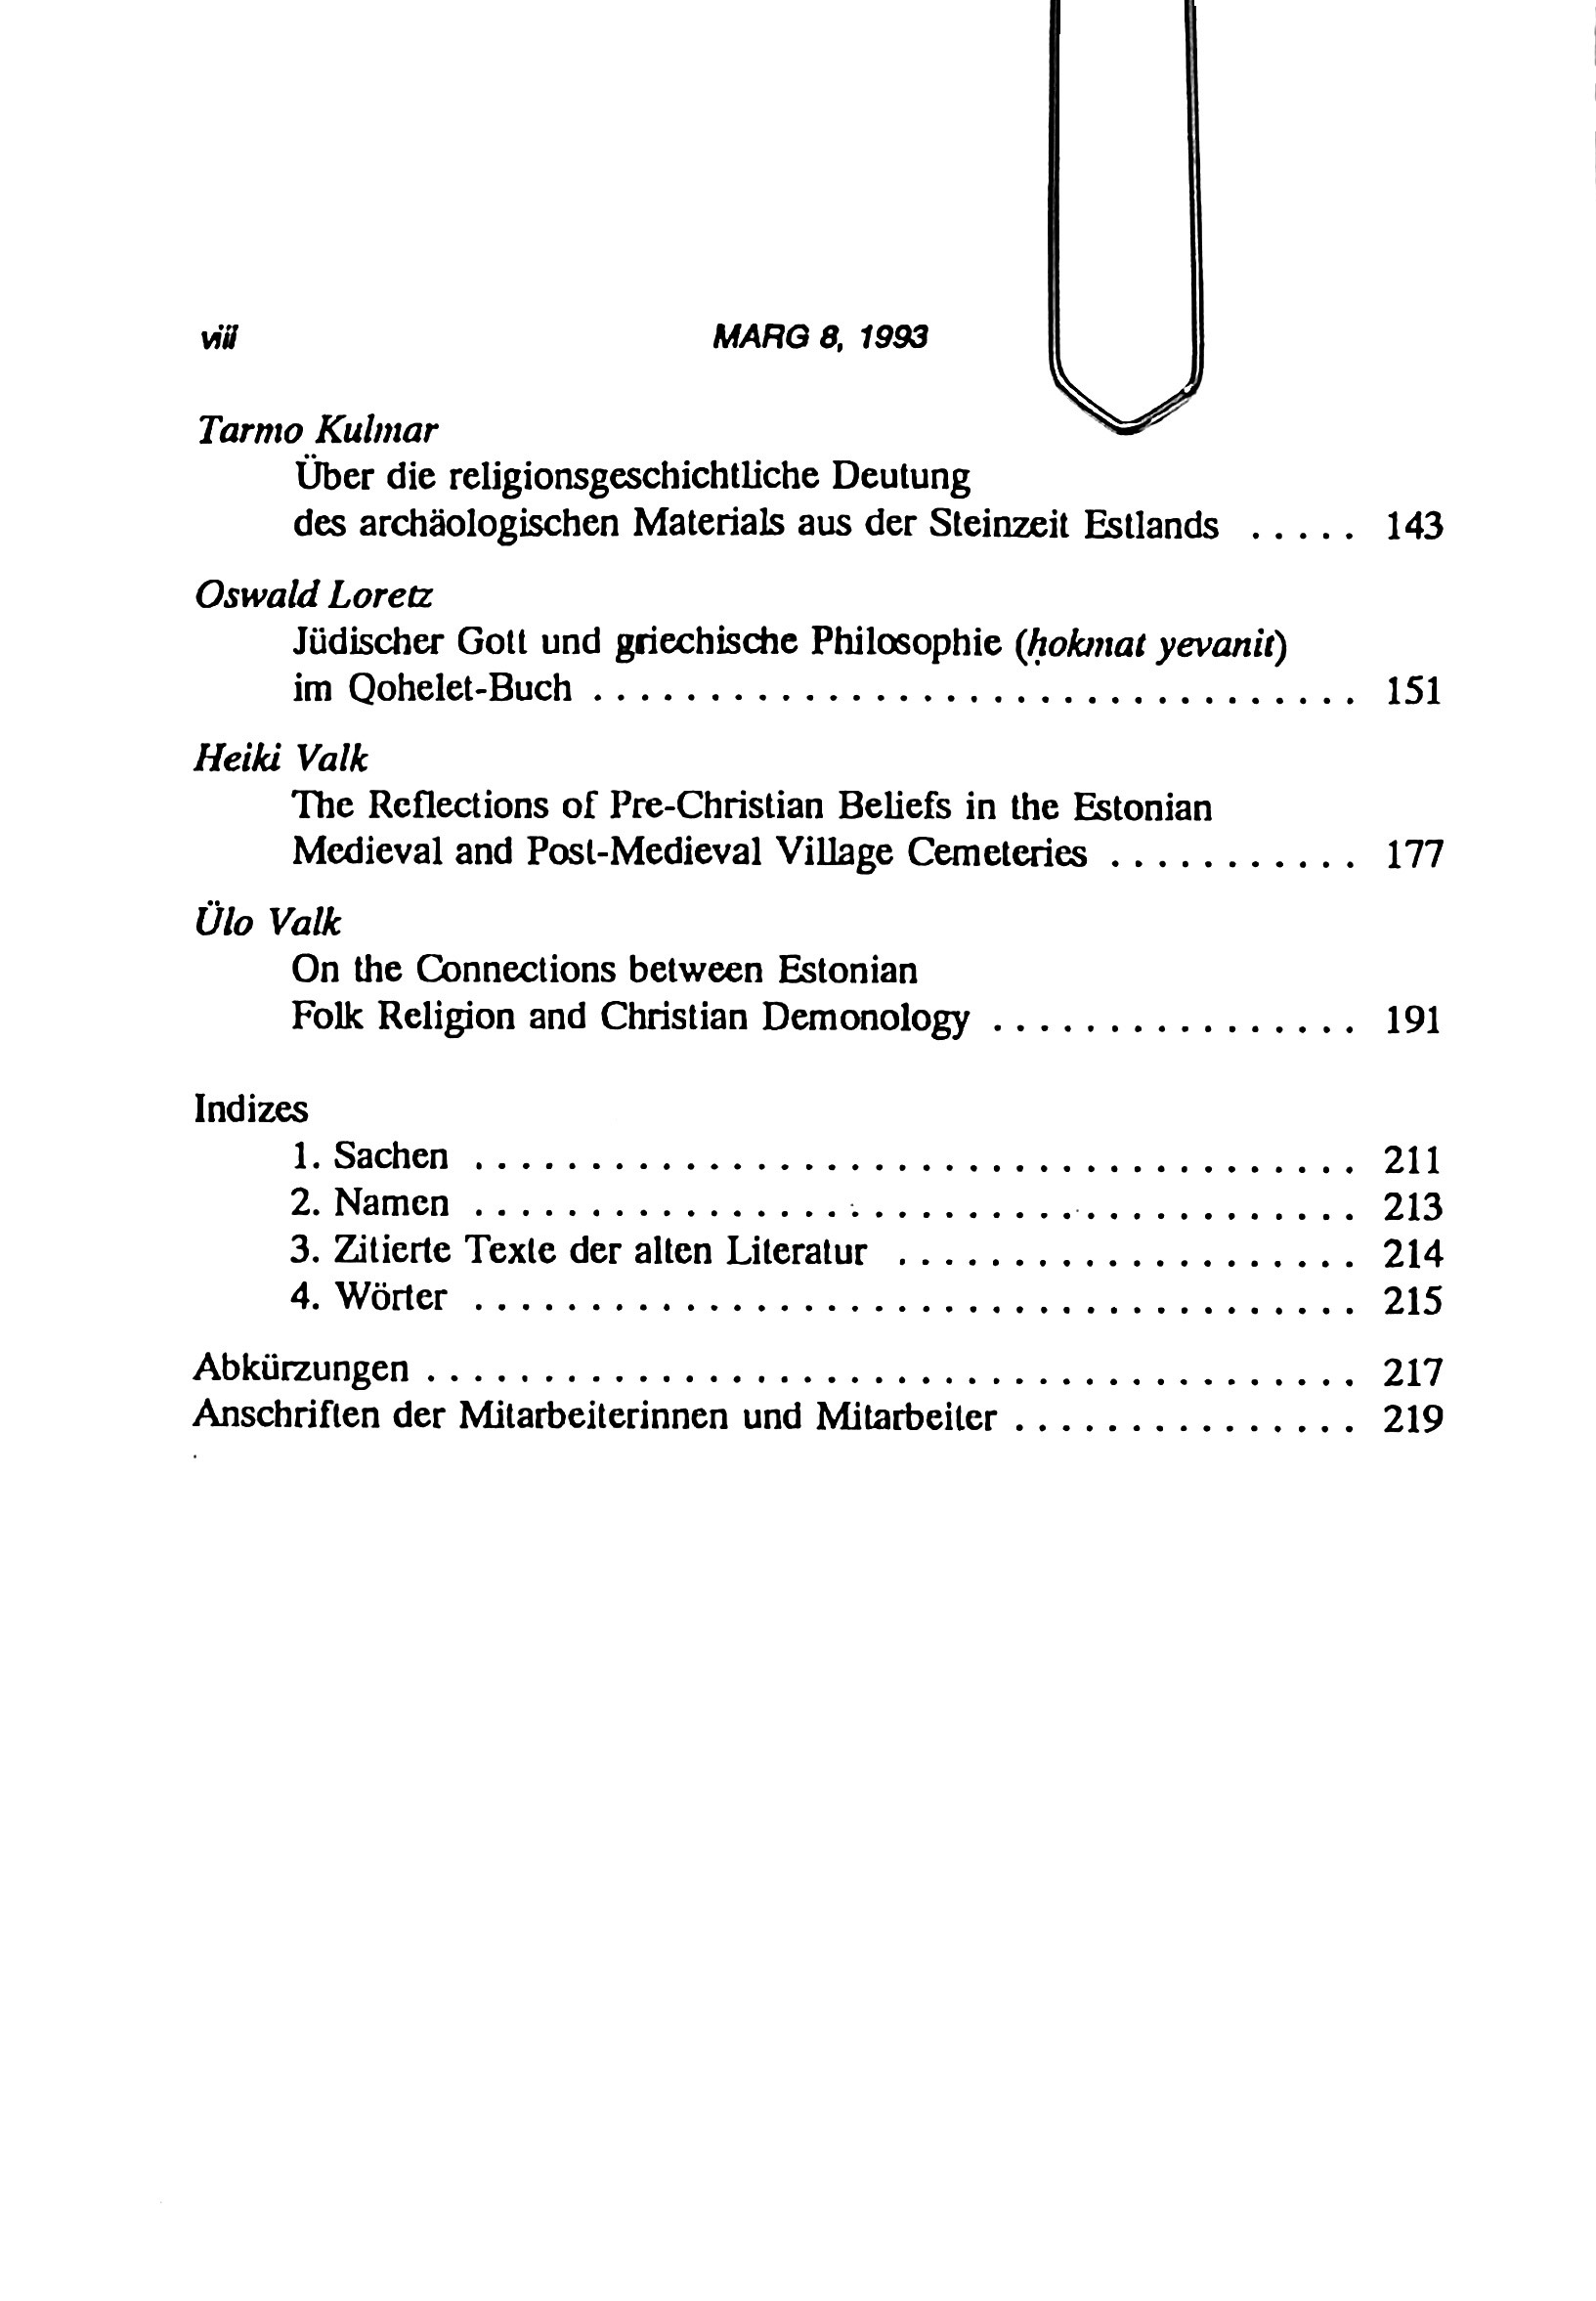 viii MARG 8, 1993
Tarmo Kulmar
Über die religionsgeschichtliche Deutung
des archäologischen Materials aus der Steinzeit Estlands ..... 143
Oswald Loretz
Jüdischer Gott und griechische Philosophie (ḥokmat yevanit)
im Qohelet-Buch ................................. 151
Heiki Valk
The Reflections of Pre-Christian Beliefs in the Estonian
Medieval and Post-Medieval Village Cemeteries ........... 177
Ülo Valk
On the Connections between Estonian
Folk Religion and Christian Demonology ................ 191
Indizes
1. Sachen ...................................... 211
2. Namen ...................................... 213
3. Zitierte Texte der alten Literatur .................... 214
4. Wörter ...................................... 215
Abkürzungen ........................................ 217
Anschriften der Mitarbeiterinnen und Mitarbeiter ............... 219